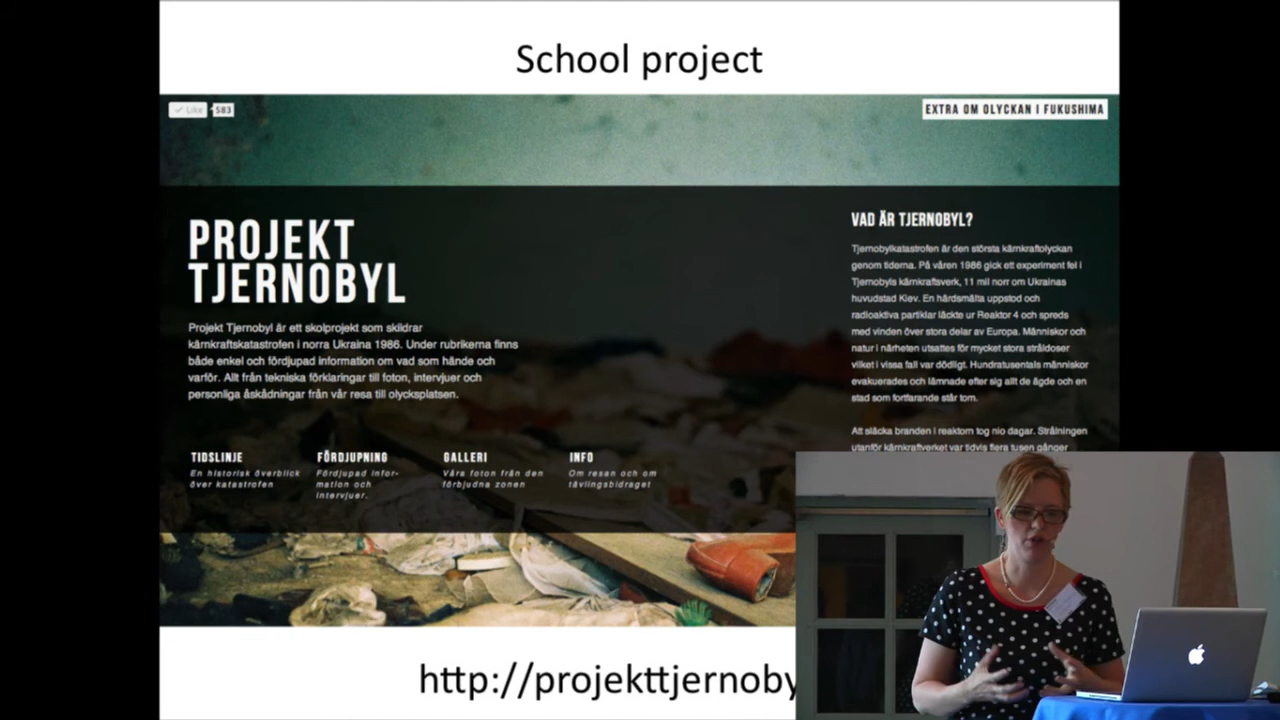 School project
Like 583
EXTRA OM OLYCKAN I FUKUSHIMA
PROJEKT
TJERNOBYL
Projekt Tjernobyl är ett skolprojekt som skildrar
kärnkraftskatastrofen i norra Ukraina 1986. Under rubrikerna finns
både enkel och fördjupad information om vad som hände och
varför. Allt från tekniska förklaringar till foton, intervjuer och
personliga åskådningar från vår resa till olycksplatsen.
TIDSLINJE
En historisk överblick
över katastrofen
FÖRDJUPNING
Fördjupad infor-
mation och
intervjuer.
GALLERI
Våra foton från den
förbjudna zonen
INFO
Om resan och om
tävlingsbidraget
VAD ÄR TJERNOBYL?
Tjernobylkatastrofen är den största kärnkraftolyckan
genom tiderna. På våren 1986 gick ett experiment fel i
Tjernobyls kärnkraftsverk, 11 mil norr om Ukrainas
huvudstad Kiev. En härdsmälta uppstod och
radioaktiva partiklar läckte ur Reaktor 4 och spreds
med vinden över stora delar av Europa. Människor och
natur i närheten utsattes för mycket stora stråldoser
vilket i vissa fall var dödligt. Hundratusentals människor
evakuerades och lämnade efter sig allt de ägde och en
stad som fortfarande står tom.
Att släcka branden i reaktorn tog nio dagar. Strålningen
utanför kärnkraftverket var tidvis flera tusen gånger
http://projekttjernoby